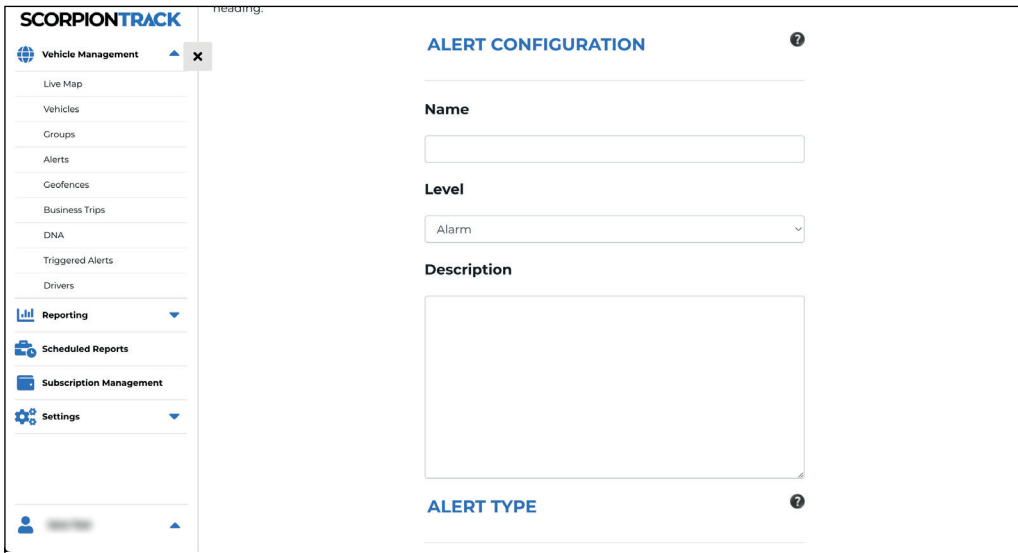 SCORPIONTRACK
Vehicle Management
Live Map
Vehicles
Groups
Alerts
Geofences
Business Trips
DNA
Triggered Alerts
Drivers
Reporting
Scheduled Reports
Subscription Management
Settings
heading.
ALERT CONFIGURATION
Name
Level
Alarm
Description
ALERT TYPE